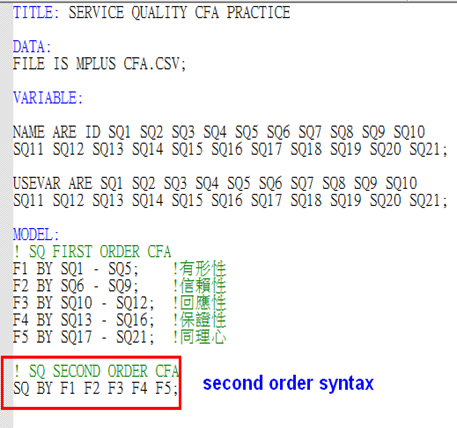 TITLE: SERVICE QUALITY CFA PRACTICE
DATA:
FILE IS MPLUS CFA.CSV;
VARIABLE:
NAME ARE ID SQ1 SQ2 SQ3 SQ4 SQ5 SQ6 SQ7 SQ8 SQ9 SQ10
SQ11 SQ12 SQ13 SQ14 SQ15 SQ16 SQ17 SQ18 SQ19 SQ20 SQ21;
USEVAR ARE SQ1 SQ2 SQ3 SQ4 SQ5 SQ6 SQ7 SQ8 SQ9 SQ10
SQ11 SQ12 SQ13 SQ14 SQ15 SQ16 SQ17 SQ18 SQ19 SQ20 SQ21;
MODEL:
! SQ FIRST ORDER CFA
F1 BY SQ1 - SQ5; !有形性
F2 BY SQ6 - SQ9; !信賴性
F3 BY SQ10 - SQ12; !回應性
F4 BY SQ13 - SQ16; !保證性
F5 BY SQ17 - SQ21; !同理心
! SQ SECOND ORDER CFA
SQ BY F1 F2 F3 F4 F5; second order syntax